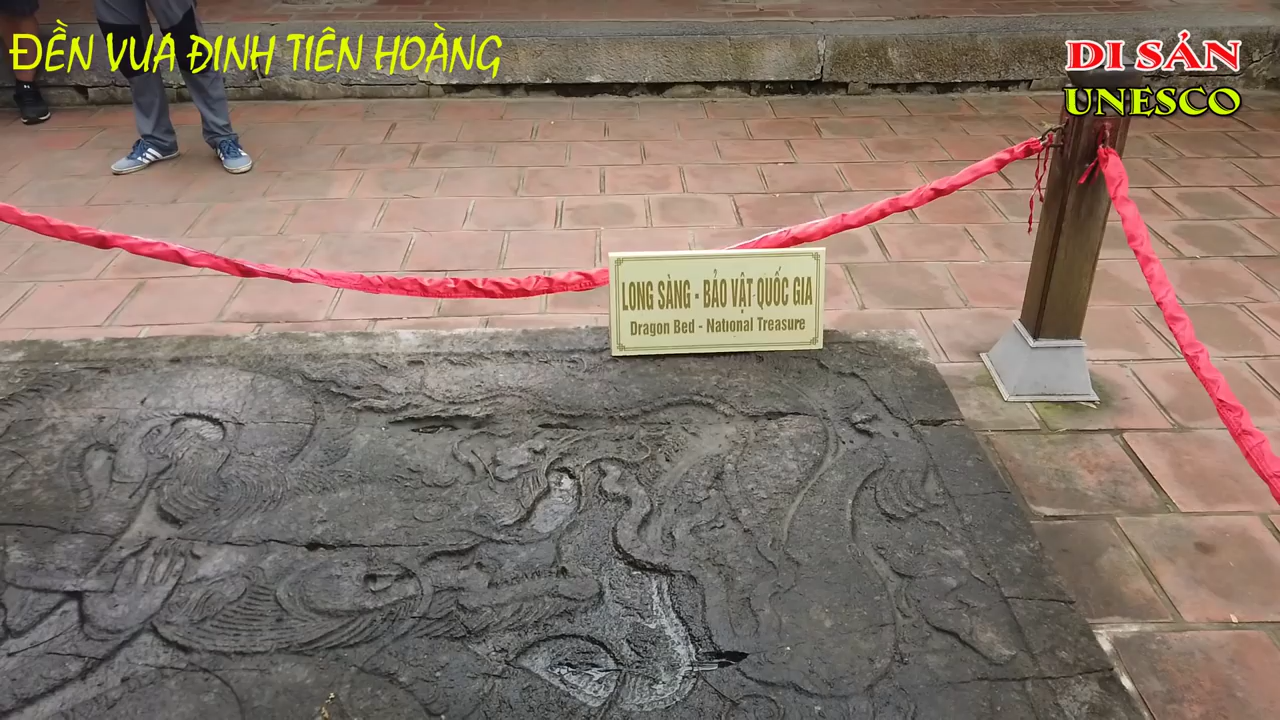 ĐỀN VUA ĐINH TIÊN HOÀNG
DI SẢN
UNESCO
LONG SÀNG - BẢO VẬT QUỐC GIA
Dragon Bed - National Treasure